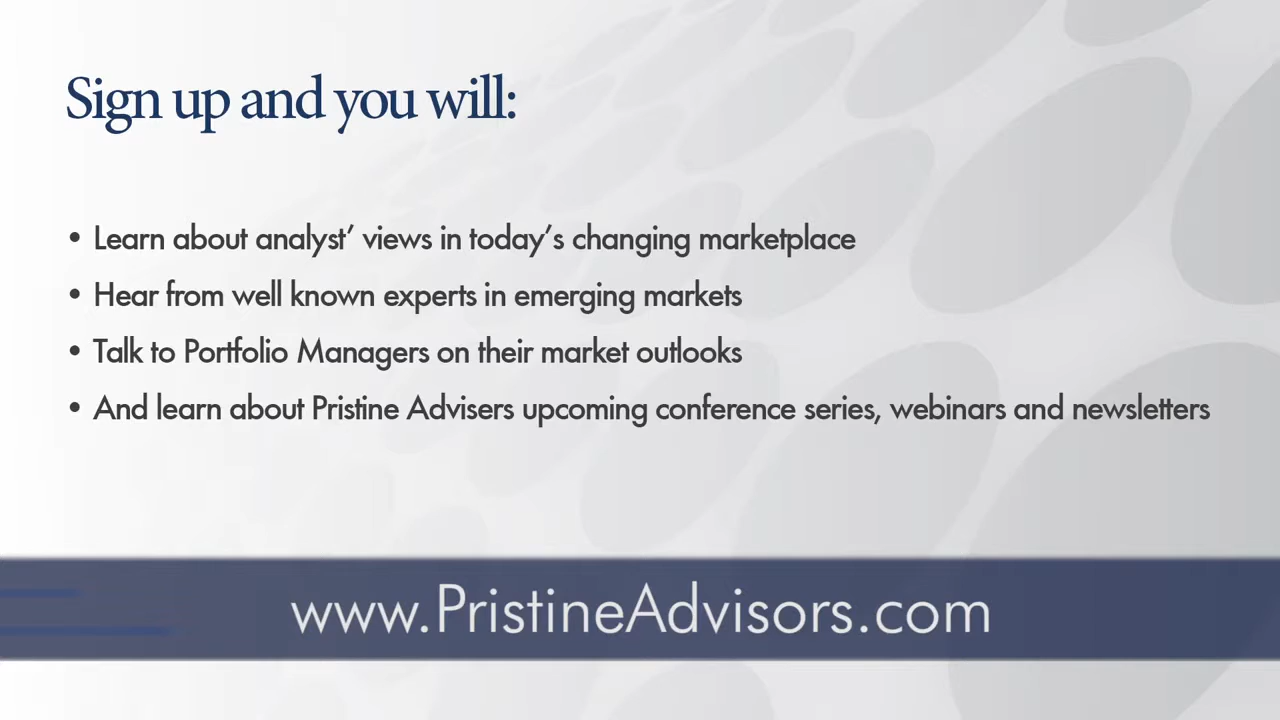 Sign up and you will:
• Learn about analyst’ views in today’s changing marketplace
• Hear from well known experts in emerging markets
• Talk to Portfolio Managers on their market outlooks
• And learn about Pristine Advisers upcoming conference series, webinars and newsletters
www.PristineAdvisors.com